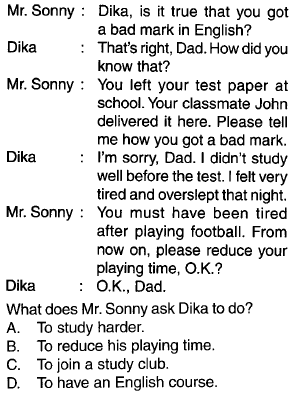 Mr. Sonny : Dika, is it true that you got
a bad mark in English?
Dika : That's right, Dad. How did you
know that?
Mr. Sonny : You left your test paper at
school. Your classmate John
delivered it here. Please tell
me how you got a bad mark.
Dika : I'm sorry, Dad. I didn't study
well before the test. I felt very
tired and overslept that night.
Mr. Sonny : You must have been tired
after playing football. From
now on, please reduce your
playing time, O.K.?
Dika : O.K., Dad.
What does Mr. Sonny ask Dika to do?
A. To study harder.
B. To reduce his playing time.
C. To join a study club.
D. To have an English course.